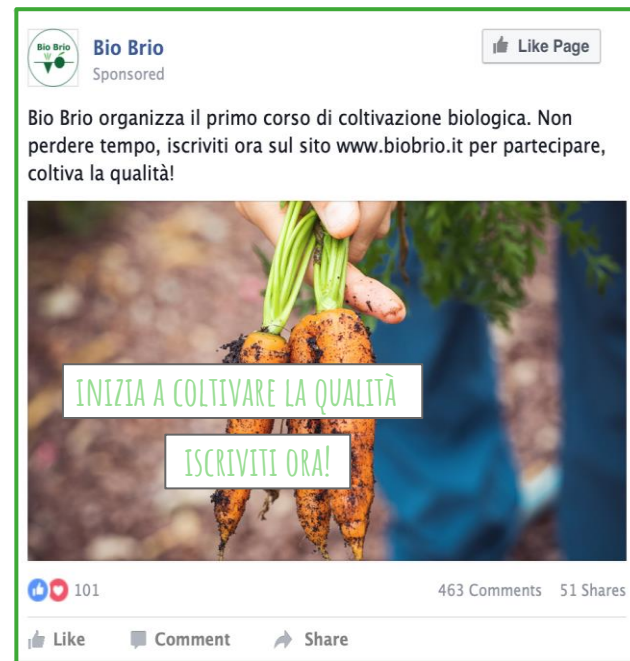 Bio Brio
Bio Brio
Like Page
Sponsored
Bio Brio organizza il primo corso di coltivazione biologica. Non
perdere tempo, iscriviti ora sul sito www.biobrio.it per partecipare,
coltiva la qualità!
INIZIA A COLTIVARE LA QUALITÀ
ISCRIVITI ORA!
101
463 Comments 51 Shares
Like Comment Share